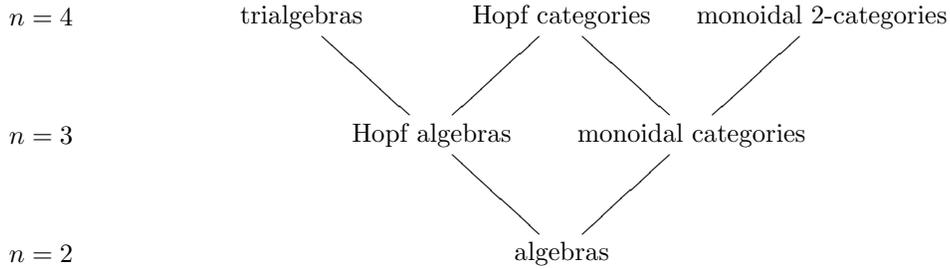 n = 4 trialgebras Hopf categories monoidal 2-categories
n = 3 Hopf algebras monoidal categories
n = 2 algebras